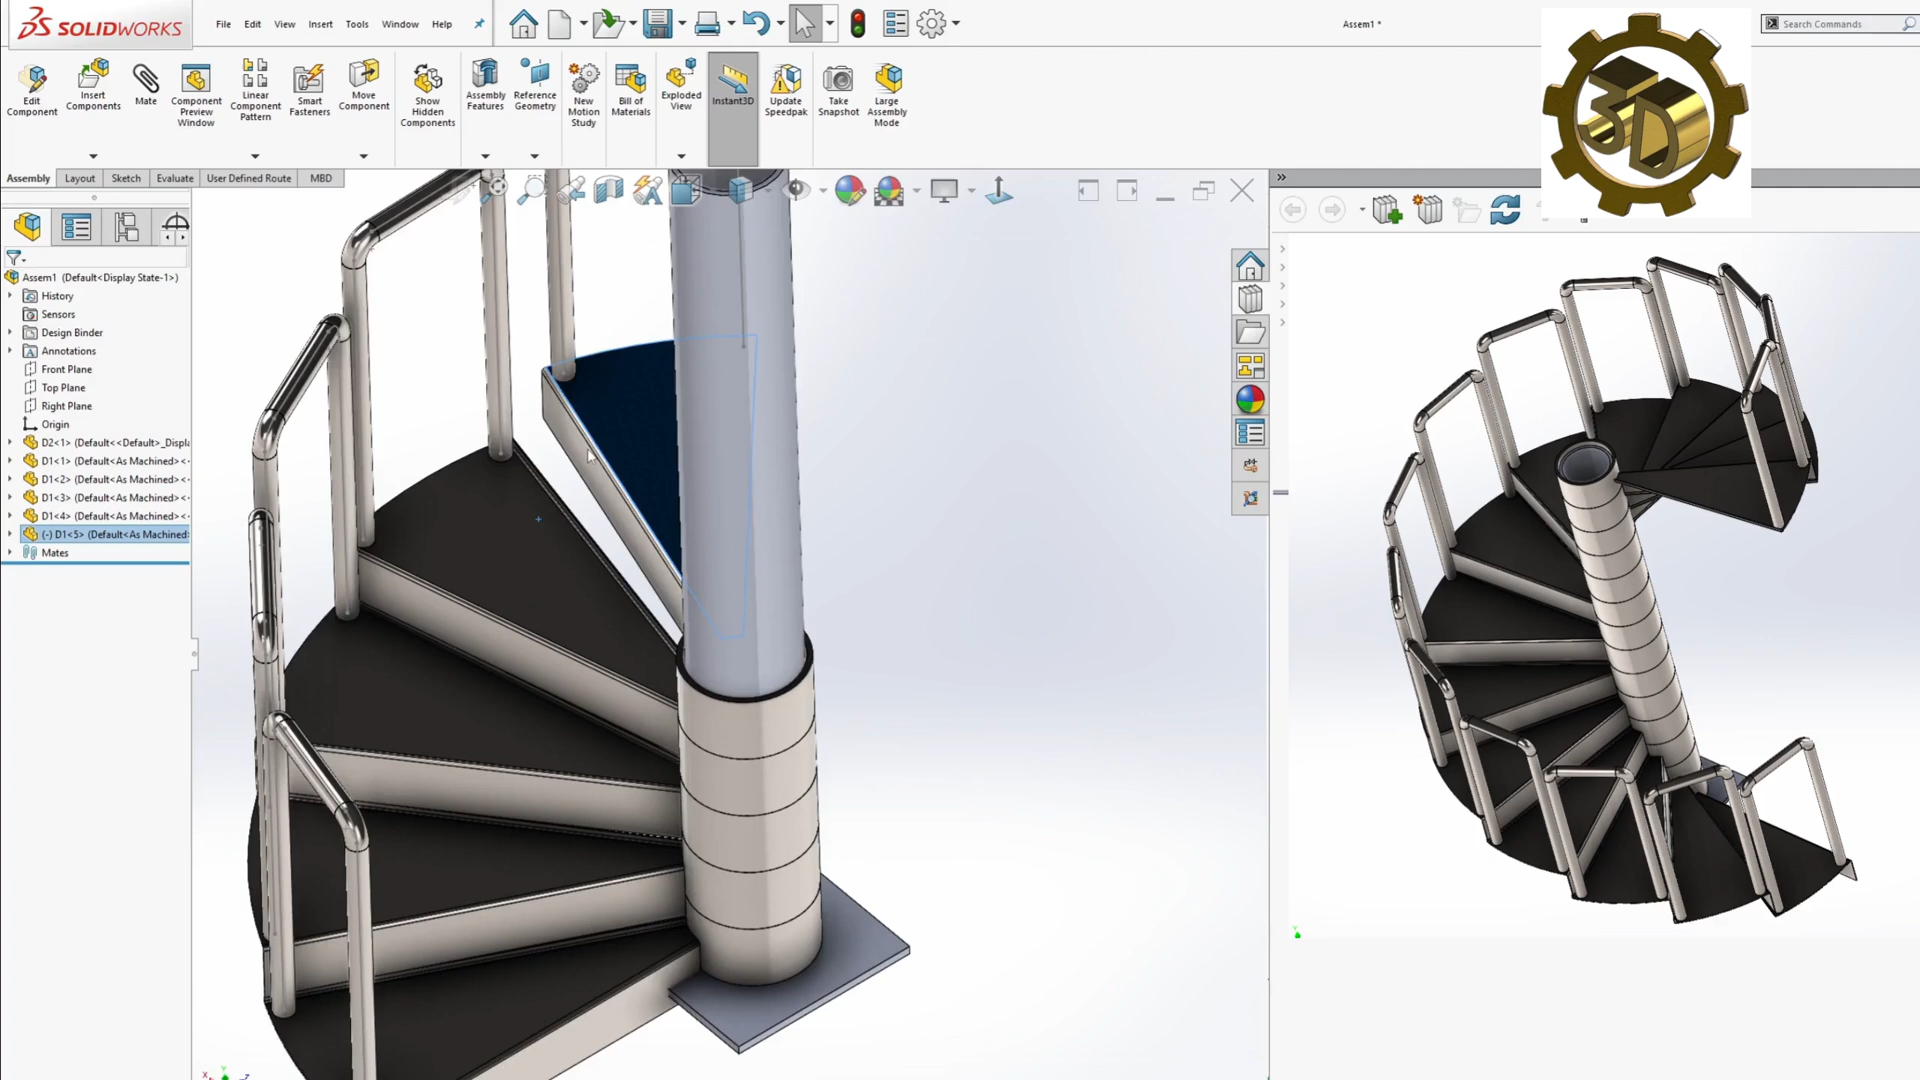 SOLIDWORKS
File Edit View Insert Tools Window Help
Assem1 *
Search Commands
3D
Edit Component
Insert Components
Mate
Component Preview Window
Linear Component Pattern
Smart Fasteners
Move Component
Show Hidden Components
Assembly Features
Reference Geometry
New Motion Study
Bill of Materials
Exploded View
Instant3D
Update Speedpak
Take Snapshot
Large Assembly Mode
Assembly Layout Sketch Evaluate User Defined Route MBD
Assem1 (Default<Display State-1>)
History
Sensors
Design Binder
Annotations
Front Plane
Top Plane
Right Plane
Origin
D2<1> (Default<<Default>_Displa
D1<1> (Default<As Machined><
D1<2> (Default<As Machined><
D1<3> (Default<As Machined><
D1<4> (Default<As Machined><
(-) D1<5> (Default<As Machined>
Mates